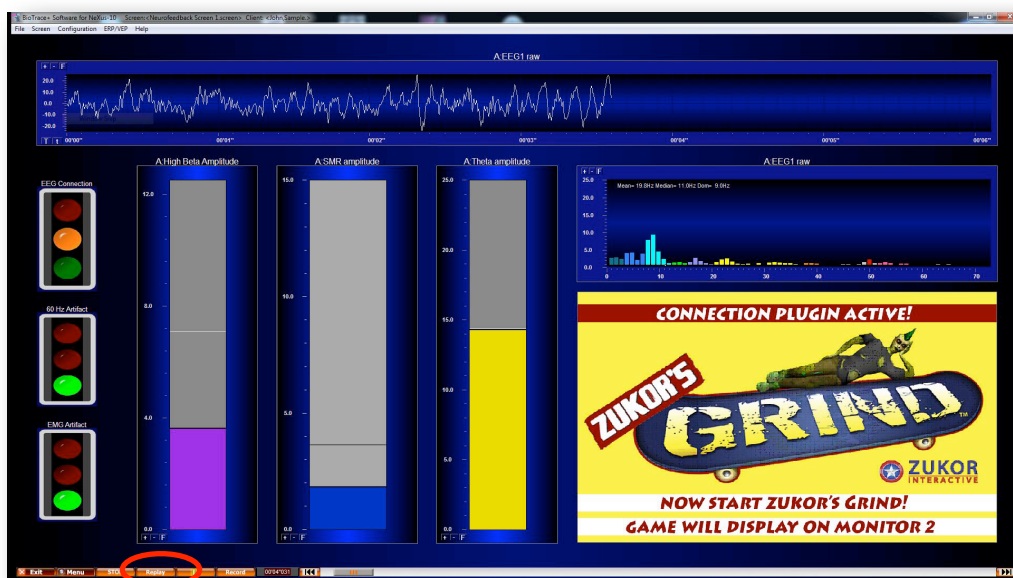 BioTrace+ Software for NeXus-10 Screen:<Neurofeedback Screen 1.screen> Client: <John,Sample.>
File Screen Configuration ERP/VEP Help
A:EEG1 raw
+ - F
20.0
10.0
0.0
-10.0
-20.0
T t 00'00" 00'01" 00'02" 00'03" 00'04" 00'05" 00'06"
EEG Connection
60 Hz Artifact
EMG Artifact
A:High Beta Amplitude
12.0
8.0
4.0
0.0
+ - F
A:SMR amplitude
15.0
10.0
5.0
0.0
+ - F
A:Theta amplitude
25.0
20.0
15.0
10.0
5.0
0.0
+ - F
A:EEG1 raw
+ - F
Mean= 19.8Hz Median= 11.0Hz Dom= 9.0Hz
25.0
20.0
15.0
10.0
5.0
0.0
0 10 20 30 40 50 60 70
CONNECTION PLUGIN ACTIVE!
ZUKOR'S
GRIND
TM
ZUKOR
INTERACTIVE
NOW START ZUKOR'S GRIND!
GAME WILL DISPLAY ON MONITOR 2
Exit Menu Replay Record 00'04"031